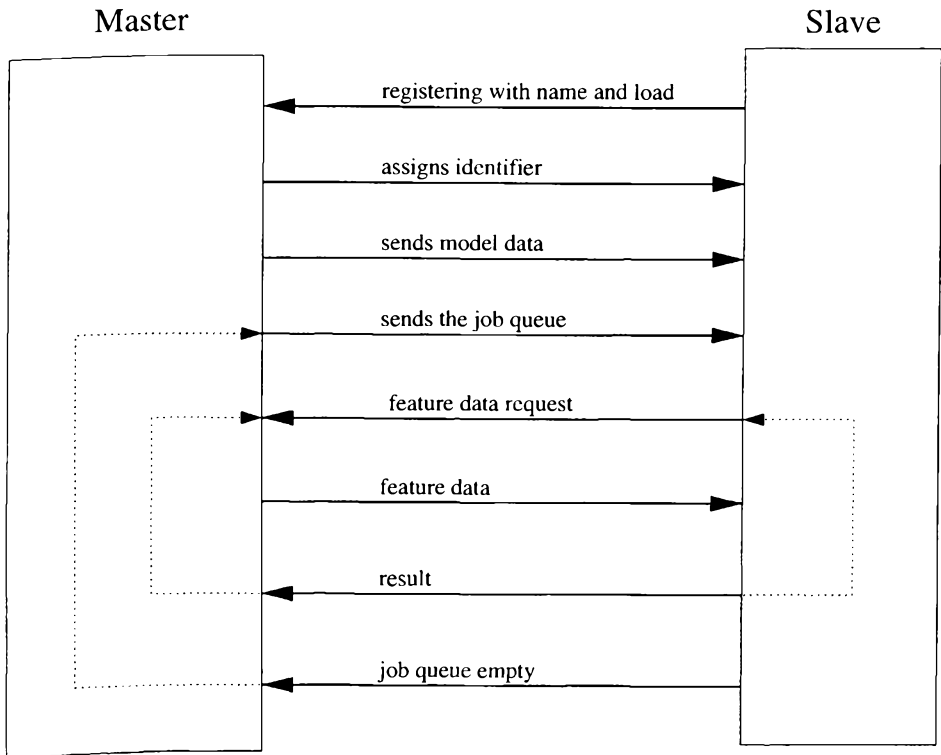 Master
Slave
registering with name and load
assigns identifier
sends model data
sends the job queue
feature data request
feature data
result
job queue empty